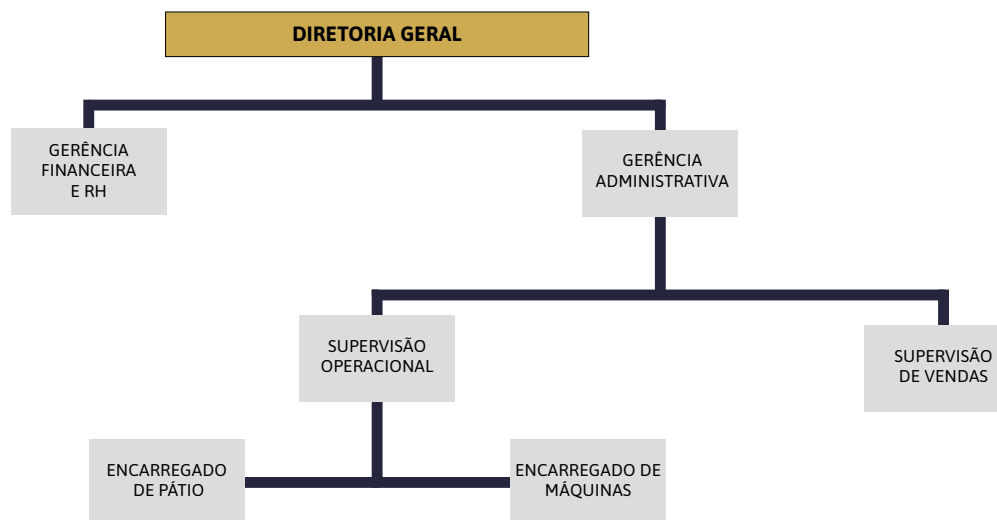 DIRETORIA GERAL
GERÊNCIA
FINANCEIRA
E RH
GERÊNCIA
ADMINISTRATIVA
SUPERVISÃO
OPERACIONAL
SUPERVISÃO
DE VENDAS
ENCARREGADO
DE PÁTIO
ENCARREGADO DE
MÁQUINAS